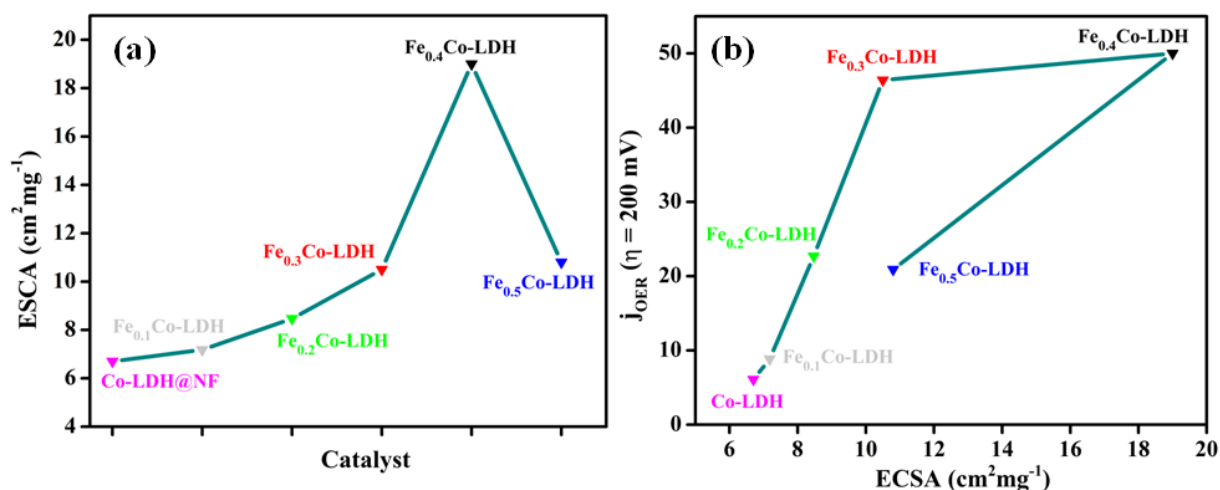 (a)
ESCA (cm²mg⁻¹)
20
18
16
14
12
10
8
6
4
Fe₀.₄Co-LDH
Fe₀.₃Co-LDH
Fe₀.₅Co-LDH
Fe₀.₁Co-LDH
Fe₀.₂Co-LDH
Co-LDH@NF
Catalyst
(b)
jOER (η = 200 mV)
50
40
30
20
10
0
Fe₀.₄Co-LDH
Fe₀.₃Co-LDH
Fe₀.₂Co-LDH
Fe₀.₅Co-LDH
Fe₀.₁Co-LDH
Co-LDH
6 8 10 12 14 16 18 20
ECSA (cm²mg⁻¹)